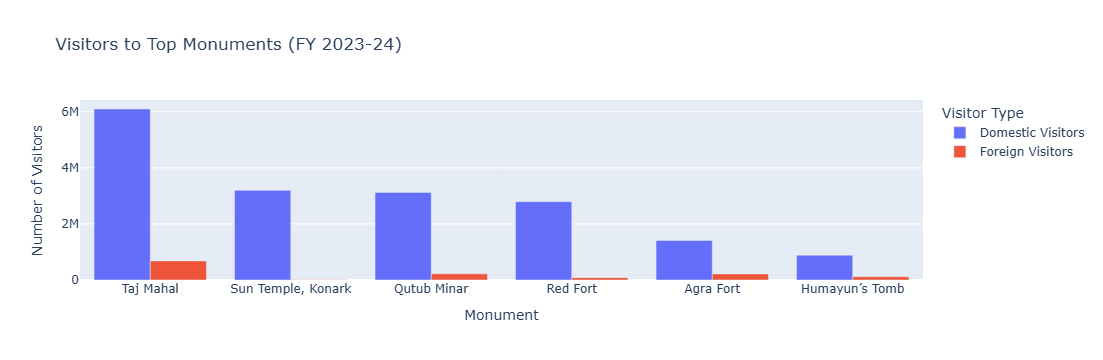 Visitors to Top Monuments (FY 2023-24)
Number of Visitors
6M
4M
2M
0
Taj Mahal
Sun Temple, Konark
Qutub Minar
Red Fort
Agra Fort
Humayun’s Tomb
Monument
Visitor Type
Domestic Visitors
Foreign Visitors